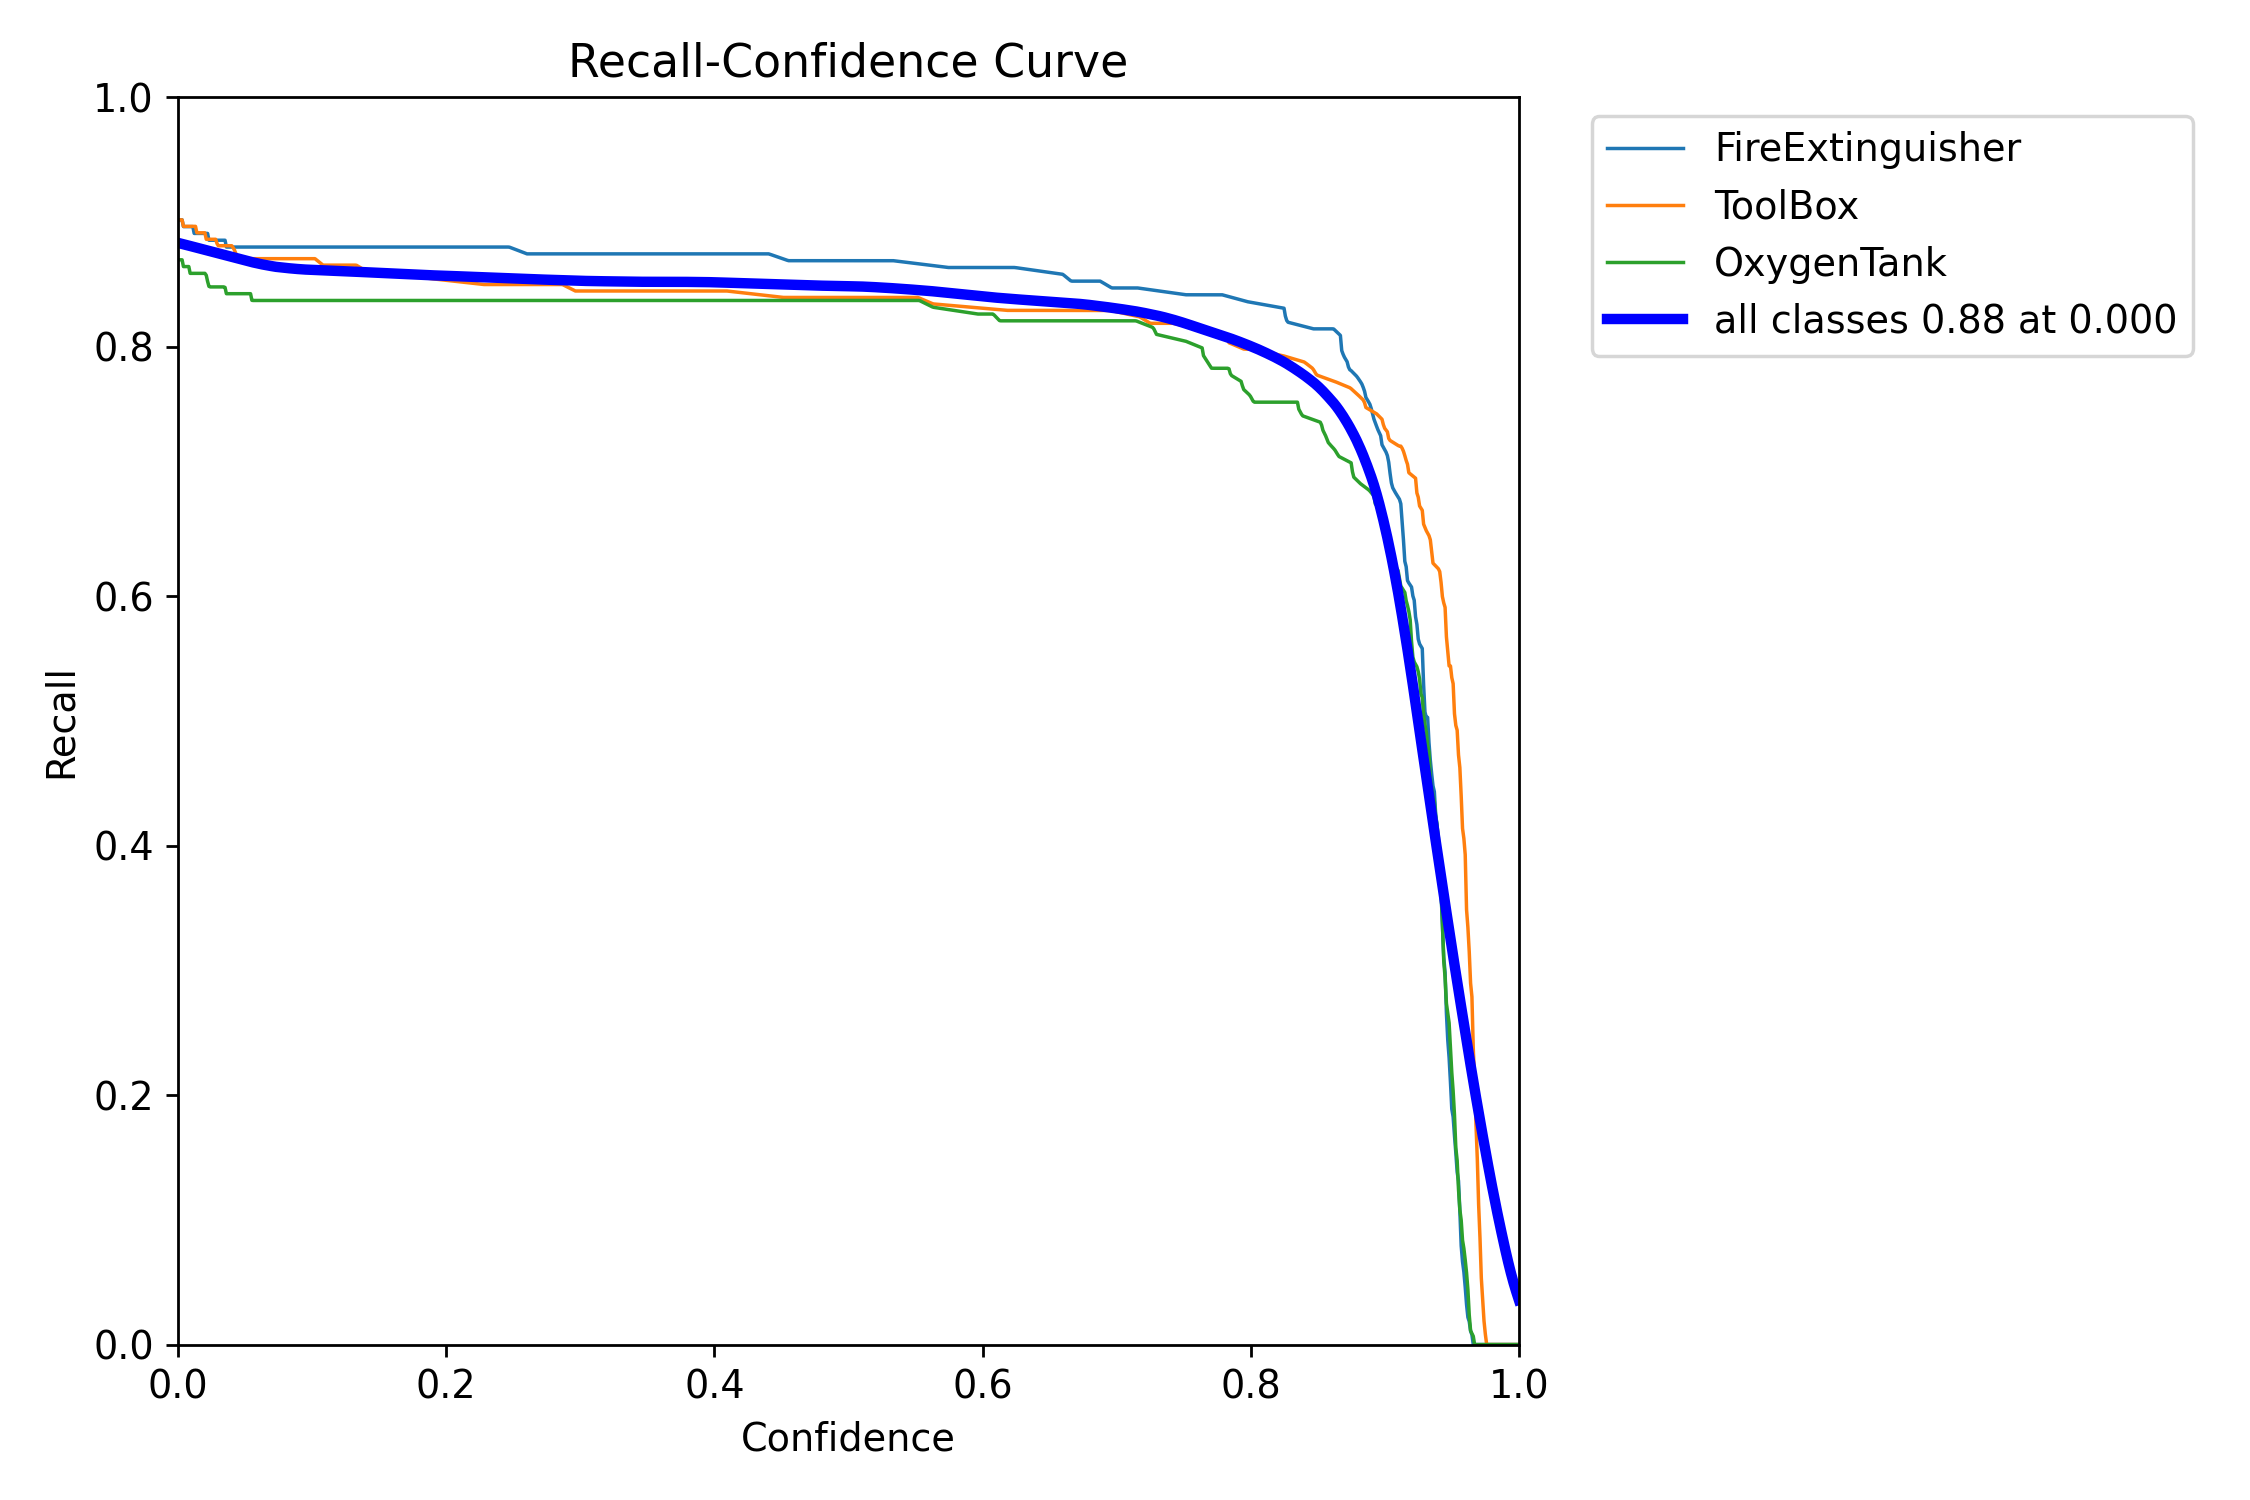 Recall-Confidence Curve
1.0
0.8
0.6
0.4
0.2
0.0
Recall
0.0 0.2 0.4 0.6 0.8 1.0
Confidence
FireExtinguisher
ToolBox
OxygenTank
all classes 0.88 at 0.000